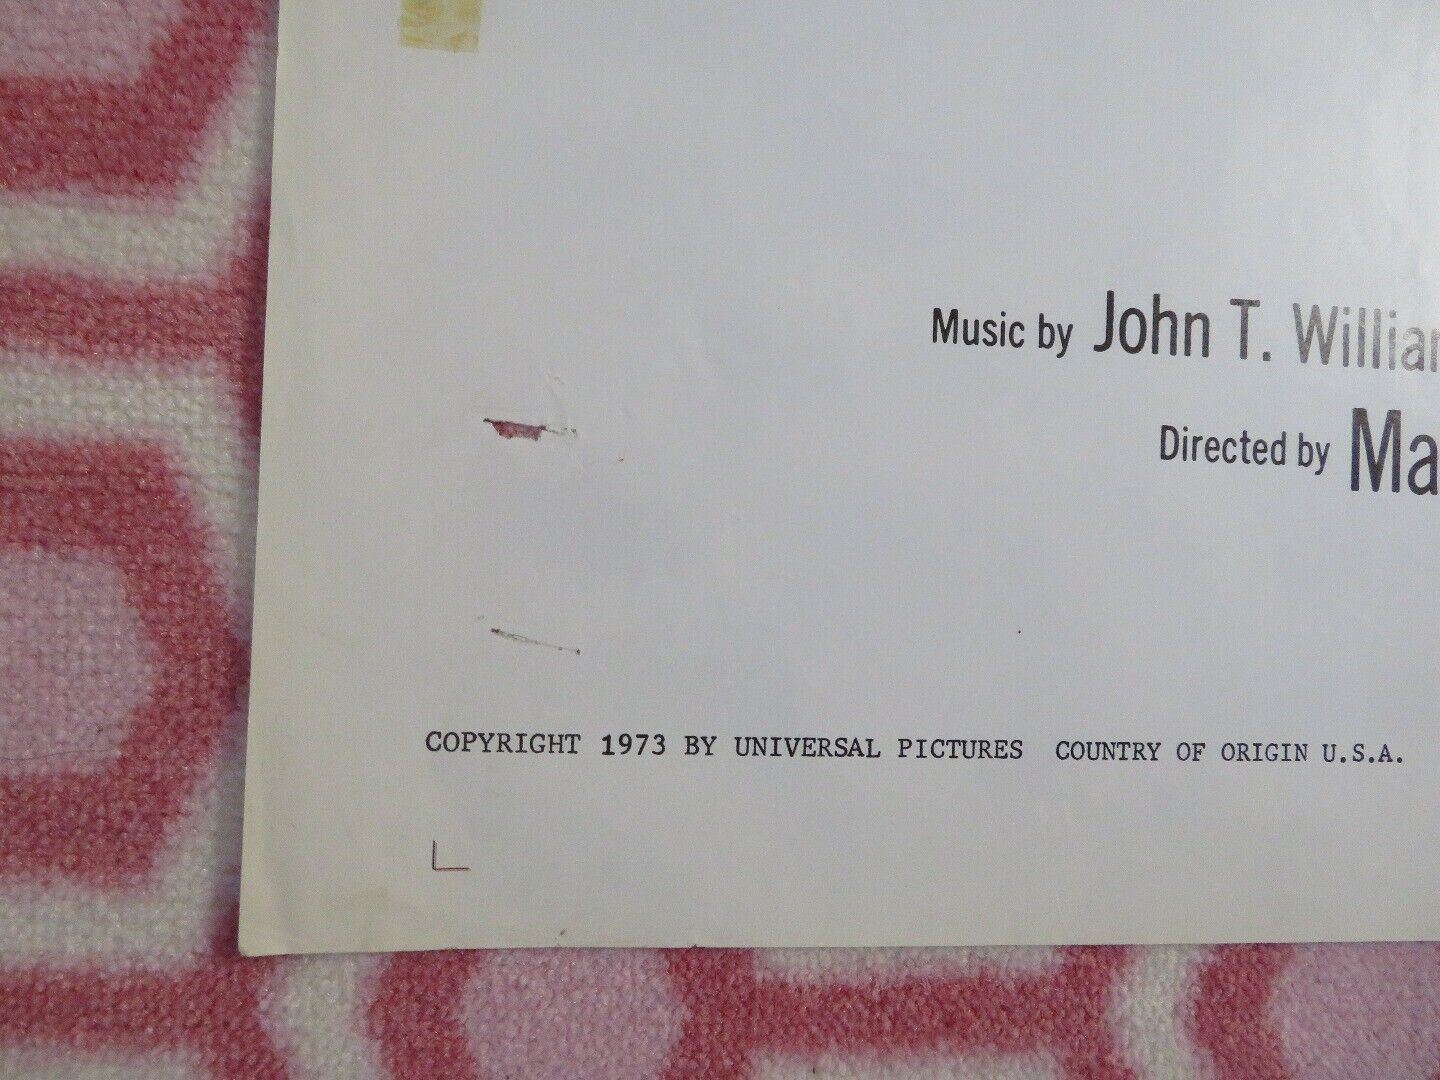 Music by John T. Willia
Directed by Ma
COPYRIGHT 1973 BY UNIVERSAL PICTURES COUNTRY OF ORIGIN U.S.A.